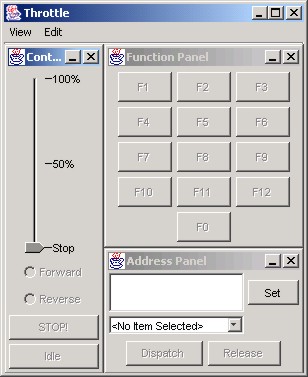 Throttle
View Edit
Cont...
100%
50%
Stop
Forward
Reverse
STOP!
Idle
Function Panel
F1 F2 F3
F4 F5 F6
F7 F8 F9
F10 F11 F12
F0
Address Panel
Set
<No Item Selected>
Dispatch Release